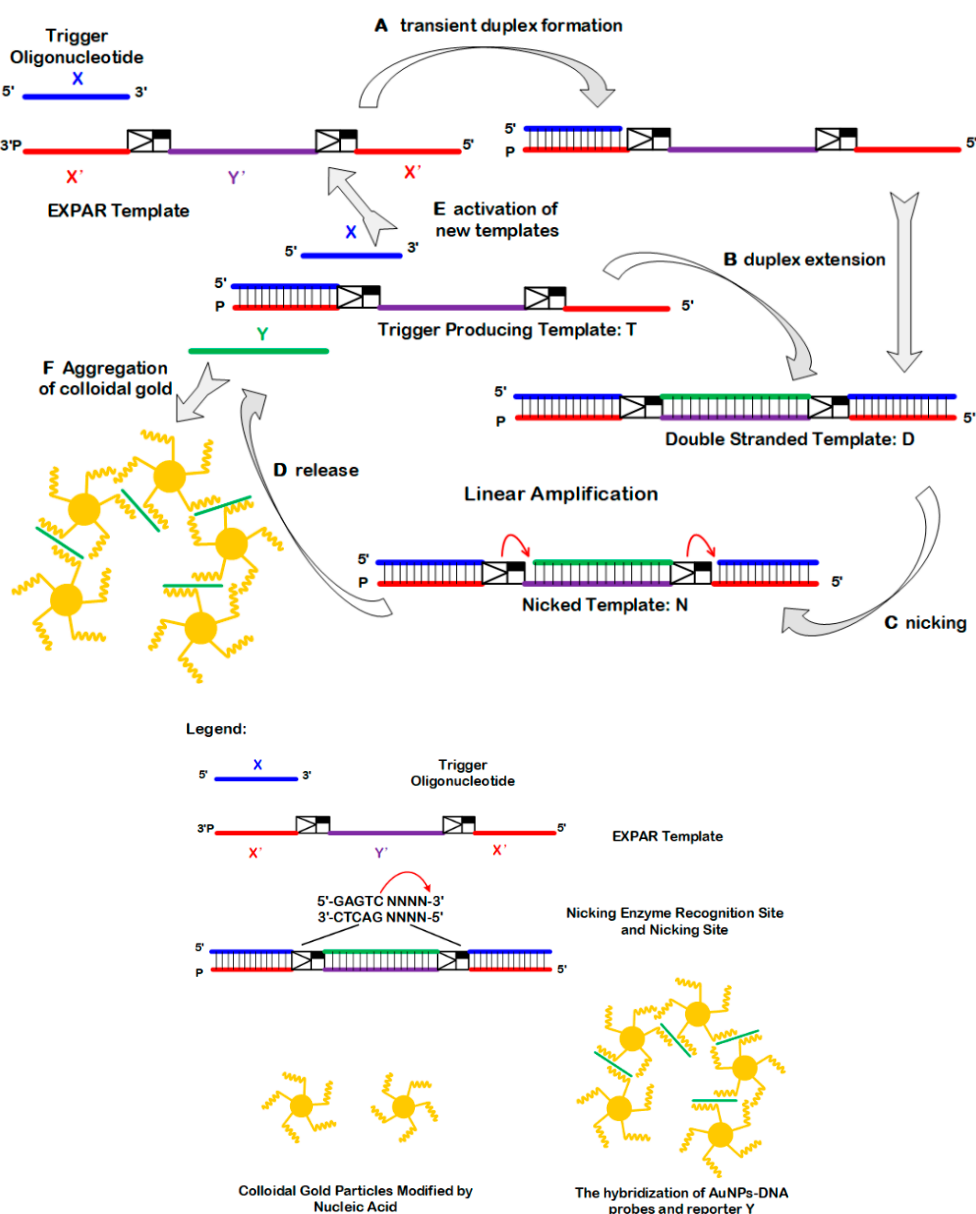 A transient duplex formation
Trigger
Oligonucleotide
X
5'
3'
5'
3'P
5'
P
5'
X'
Y'
X'
EXPAR Template
E activation of
new templates
X
5'
3'
B duplex extension
5'
P
5'
Trigger Producing Template: T
Y
F Aggregation
of colloidal gold
5'
P
5'
Double Stranded Template: D
D release
Linear Amplification
5'
P
5'
Nicked Template: N
C nicking
Legend:
X
5'
3'
Trigger
Oligonucleotide
3'P
5'
X'
Y'
X'
EXPAR Template
5'-GAGTC NNNN-3'
3'-CTCAG NNNN-5'
Nicking Enzyme Recognition Site
and Nicking Site
5'
P
5'
Colloidal Gold Particles Modified by
Nucleic Acid
The hybridization of AuNPs-DNA
probes and reporter Y